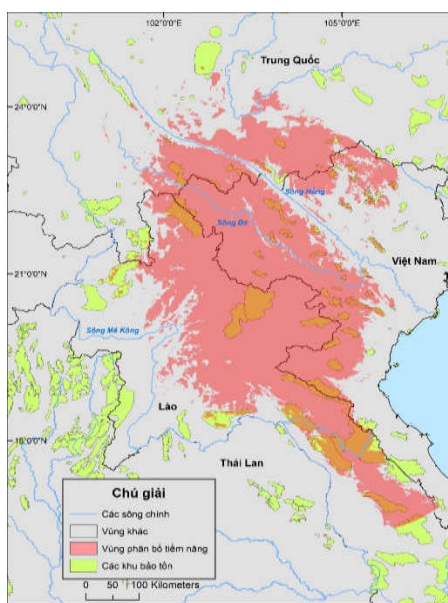 102°0'0"E
105°0'0"E
Trung Quốc
24°0'0"N
Sông Hồng
Sông Đà
Việt Nam
21°0'0"N
Sông Mê Kông
Lào
18°0'0"N
Thái Lan
Chú giải
Các sông chính
Vùng khác
Vùng phân bố tiềm năng
Các khu bảo tồn
0 50 100 Kilometers